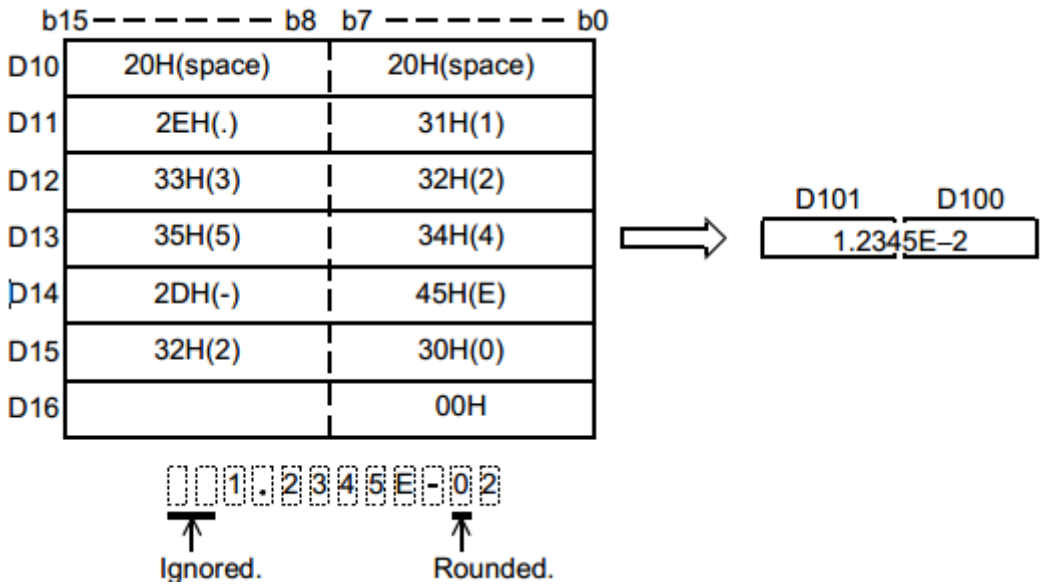 b15 – – – – – b8 b7 – – – – – b0
D10 20H(space) 20H(space)
D11 2EH(.) 31H(1)
D12 33H(3) 32H(2)
D101 D100
D13 35H(5) 34H(4)
1.2345E–2
D14 2DH(-) 45H(E)
D15 32H(2) 30H(0)
D16 00H
1.2345E-02
Ignored. Rounded.